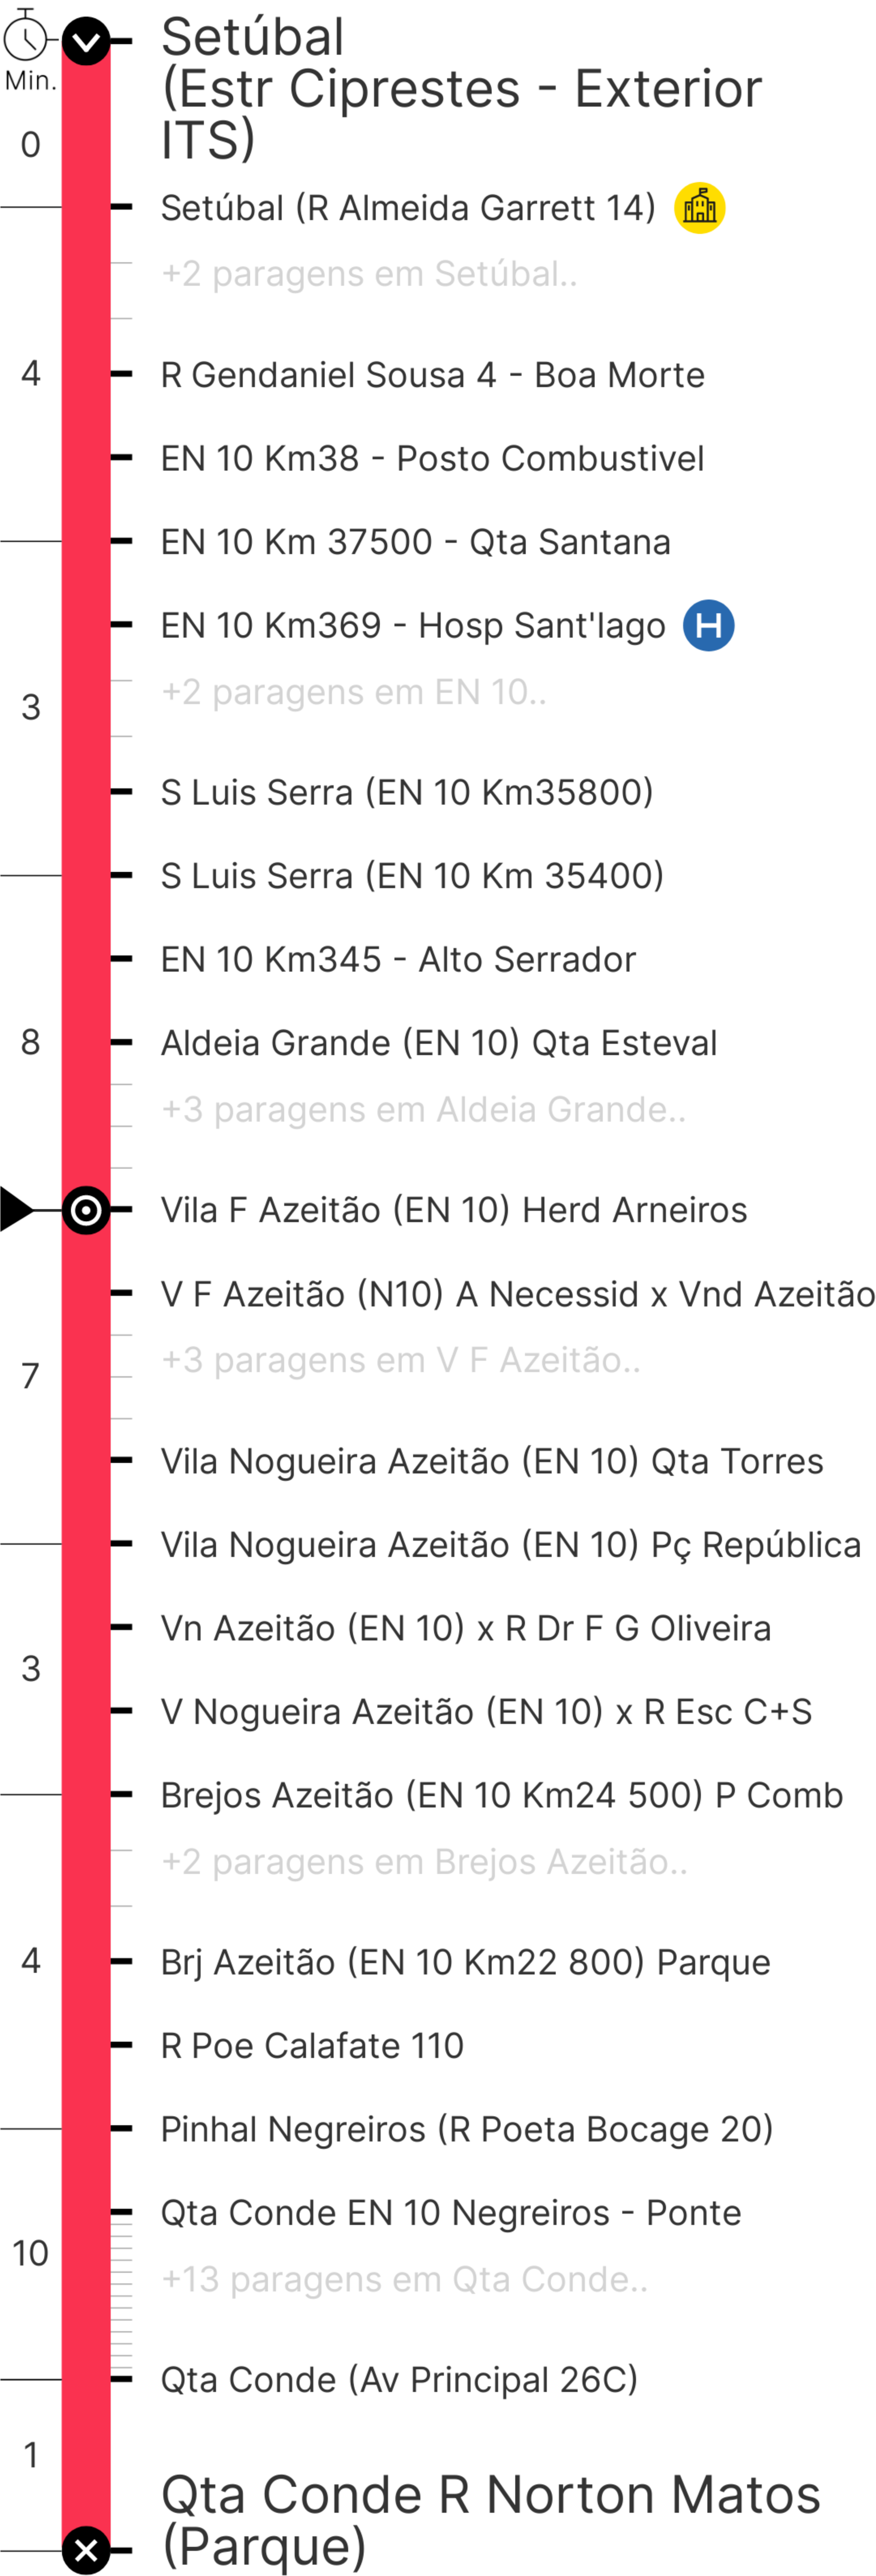 Setúbal
(Estr Ciprestes - Exterior
ITS)
Min.
0
Setúbal (R Almeida Garrett 14)
+2 paragens em Setúbal..
4
R Gendaniel Sousa 4 - Boa Morte
EN 10 Km38 - Posto Combustivel
EN 10 Km 37500 - Qta Santana
EN 10 Km369 - Hosp Sant'Iago H
+2 paragens em EN 10..
3
S Luis Serra (EN 10 Km35800)
S Luis Serra (EN 10 Km 35400)
EN 10 Km345 - Alto Serrador
8
Aldeia Grande (EN 10) Qta Esteval
+3 paragens em Aldeia Grande..
Vila F Azeitão (EN 10) Herd Arneiros
V F Azeitão (N10) A Necessid x Vnd Azeitão
+3 paragens em V F Azeitão..
7
Vila Nogueira Azeitão (EN 10) Qta Torres
Vila Nogueira Azeitão (EN 10) Pç República
Vn Azeitão (EN 10) x R Dr F G Oliveira
3
V Nogueira Azeitão (EN 10) x R Esc C+S
Brejos Azeitão (EN 10 Km24 500) P Comb
+2 paragens em Brejos Azeitão..
4
Brj Azeitão (EN 10 Km22 800) Parque
R Poe Calafate 110
Pinhal Negreiros (R Poeta Bocage 20)
Qta Conde EN 10 Negreiros - Ponte
10
+13 paragens em Qta Conde..
Qta Conde (Av Principal 26C)
1
Qta Conde R Norton Matos
(Parque)